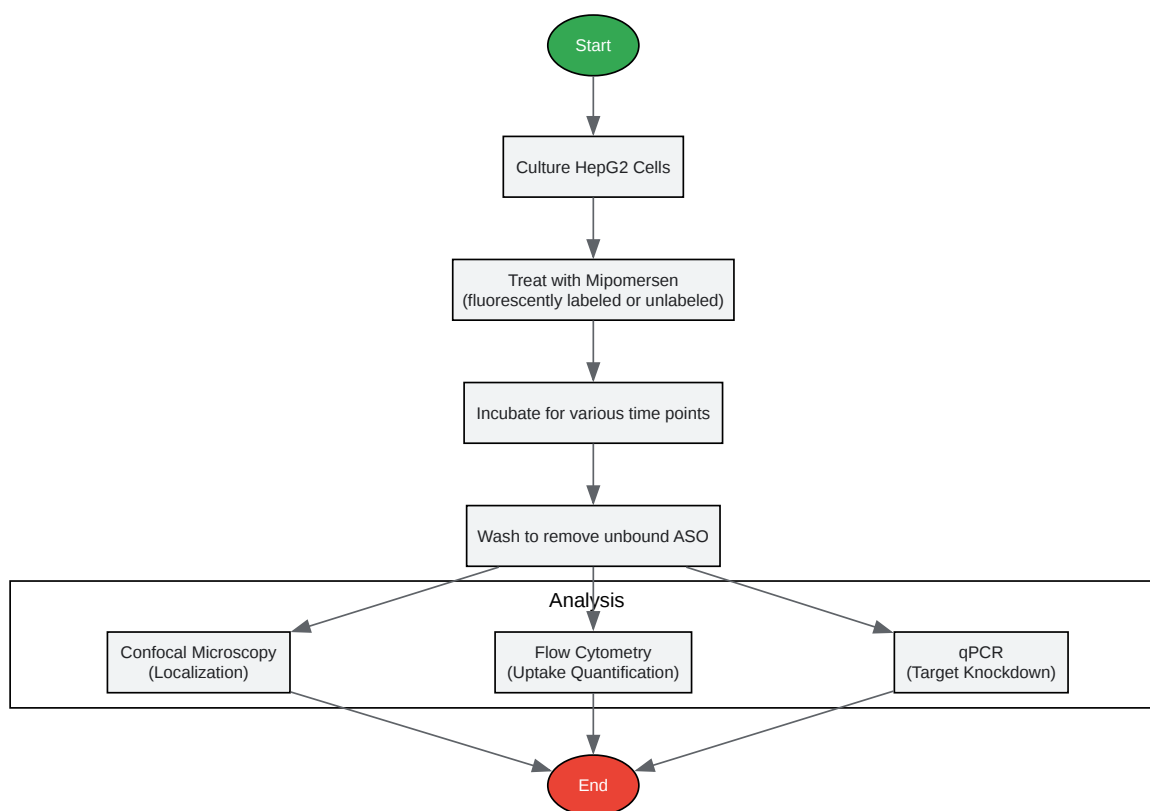 Start
Culture HepG2 Cells
Treat with Mipomersen
(fluorescently labeled or unlabeled)
Incubate for various time points
Wash to remove unbound ASO
Analysis
Confocal Microscopy
(Localization)
Flow Cytometry
(Uptake Quantification)
qPCR
(Target Knockdown)
End